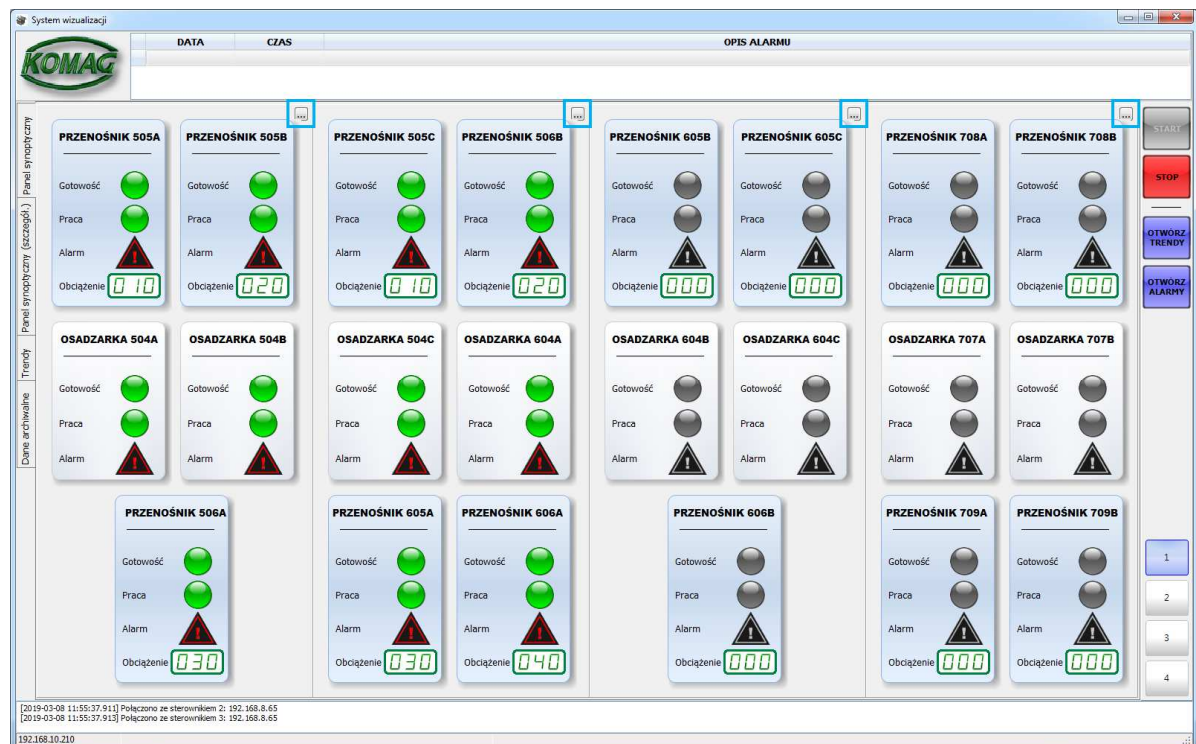 System wizualizacji
KOMAG
DATA CZAS OPIS ALARMU
Panel synoptyczny
Panel synoptyczny (szczegół.)
Trendy
Dane archiwalne
... ... ... ...
PRZENOŚNIK 505A PRZENOŚNIK 505B PRZENOŚNIK 505C PRZENOŚNIK 506B PRZENOŚNIK 605B PRZENOŚNIK 605C PRZENOŚNIK 708A PRZENOŚNIK 708B
Gotowość Gotowość Gotowość Gotowość Gotowość Gotowość Gotowość Gotowość
Praca Praca Praca Praca Praca Praca Praca Praca
Alarm Alarm Alarm Alarm Alarm Alarm Alarm Alarm
Obciążenie 010 Obciążenie 020 Obciążenie 010 Obciążenie 020 Obciążenie 000 Obciążenie 000 Obciążenie 000 Obciążenie 000
OSADZARKA 504A OSADZARKA 504B OSADZARKA 504C OSADZARKA 604A OSADZARKA 604B OSADZARKA 604C OSADZARKA 707A OSADZARKA 707B
Gotowość Gotowość Gotowość Gotowość Gotowość Gotowość Gotowość Gotowość
Praca Praca Praca Praca Praca Praca Praca Praca
Alarm Alarm Alarm Alarm Alarm Alarm Alarm Alarm
PRZENOŚNIK 506A PRZENOŚNIK 605A PRZENOŚNIK 606A PRZENOŚNIK 606B PRZENOŚNIK 709A PRZENOŚNIK 709B
Gotowość Gotowość Gotowość Gotowość Gotowość Gotowość
Praca Praca Praca Praca Praca Praca
Alarm Alarm Alarm Alarm Alarm Alarm
Obciążenie 030 Obciążenie 030 Obciążenie 040 Obciążenie 000 Obciążenie 000 Obciążenie 000
START
STOP
OTWÓRZ
TRENDY
OTWÓRZ
ALARMY
1
2
3
4
[2019-03-08 11:55:37.911] Połączono ze sterownikiem 2: 192.168.8.65
[2019-03-08 11:55:37.913] Połączono ze sterownikiem 3: 192.168.8.65
192.168.10.210